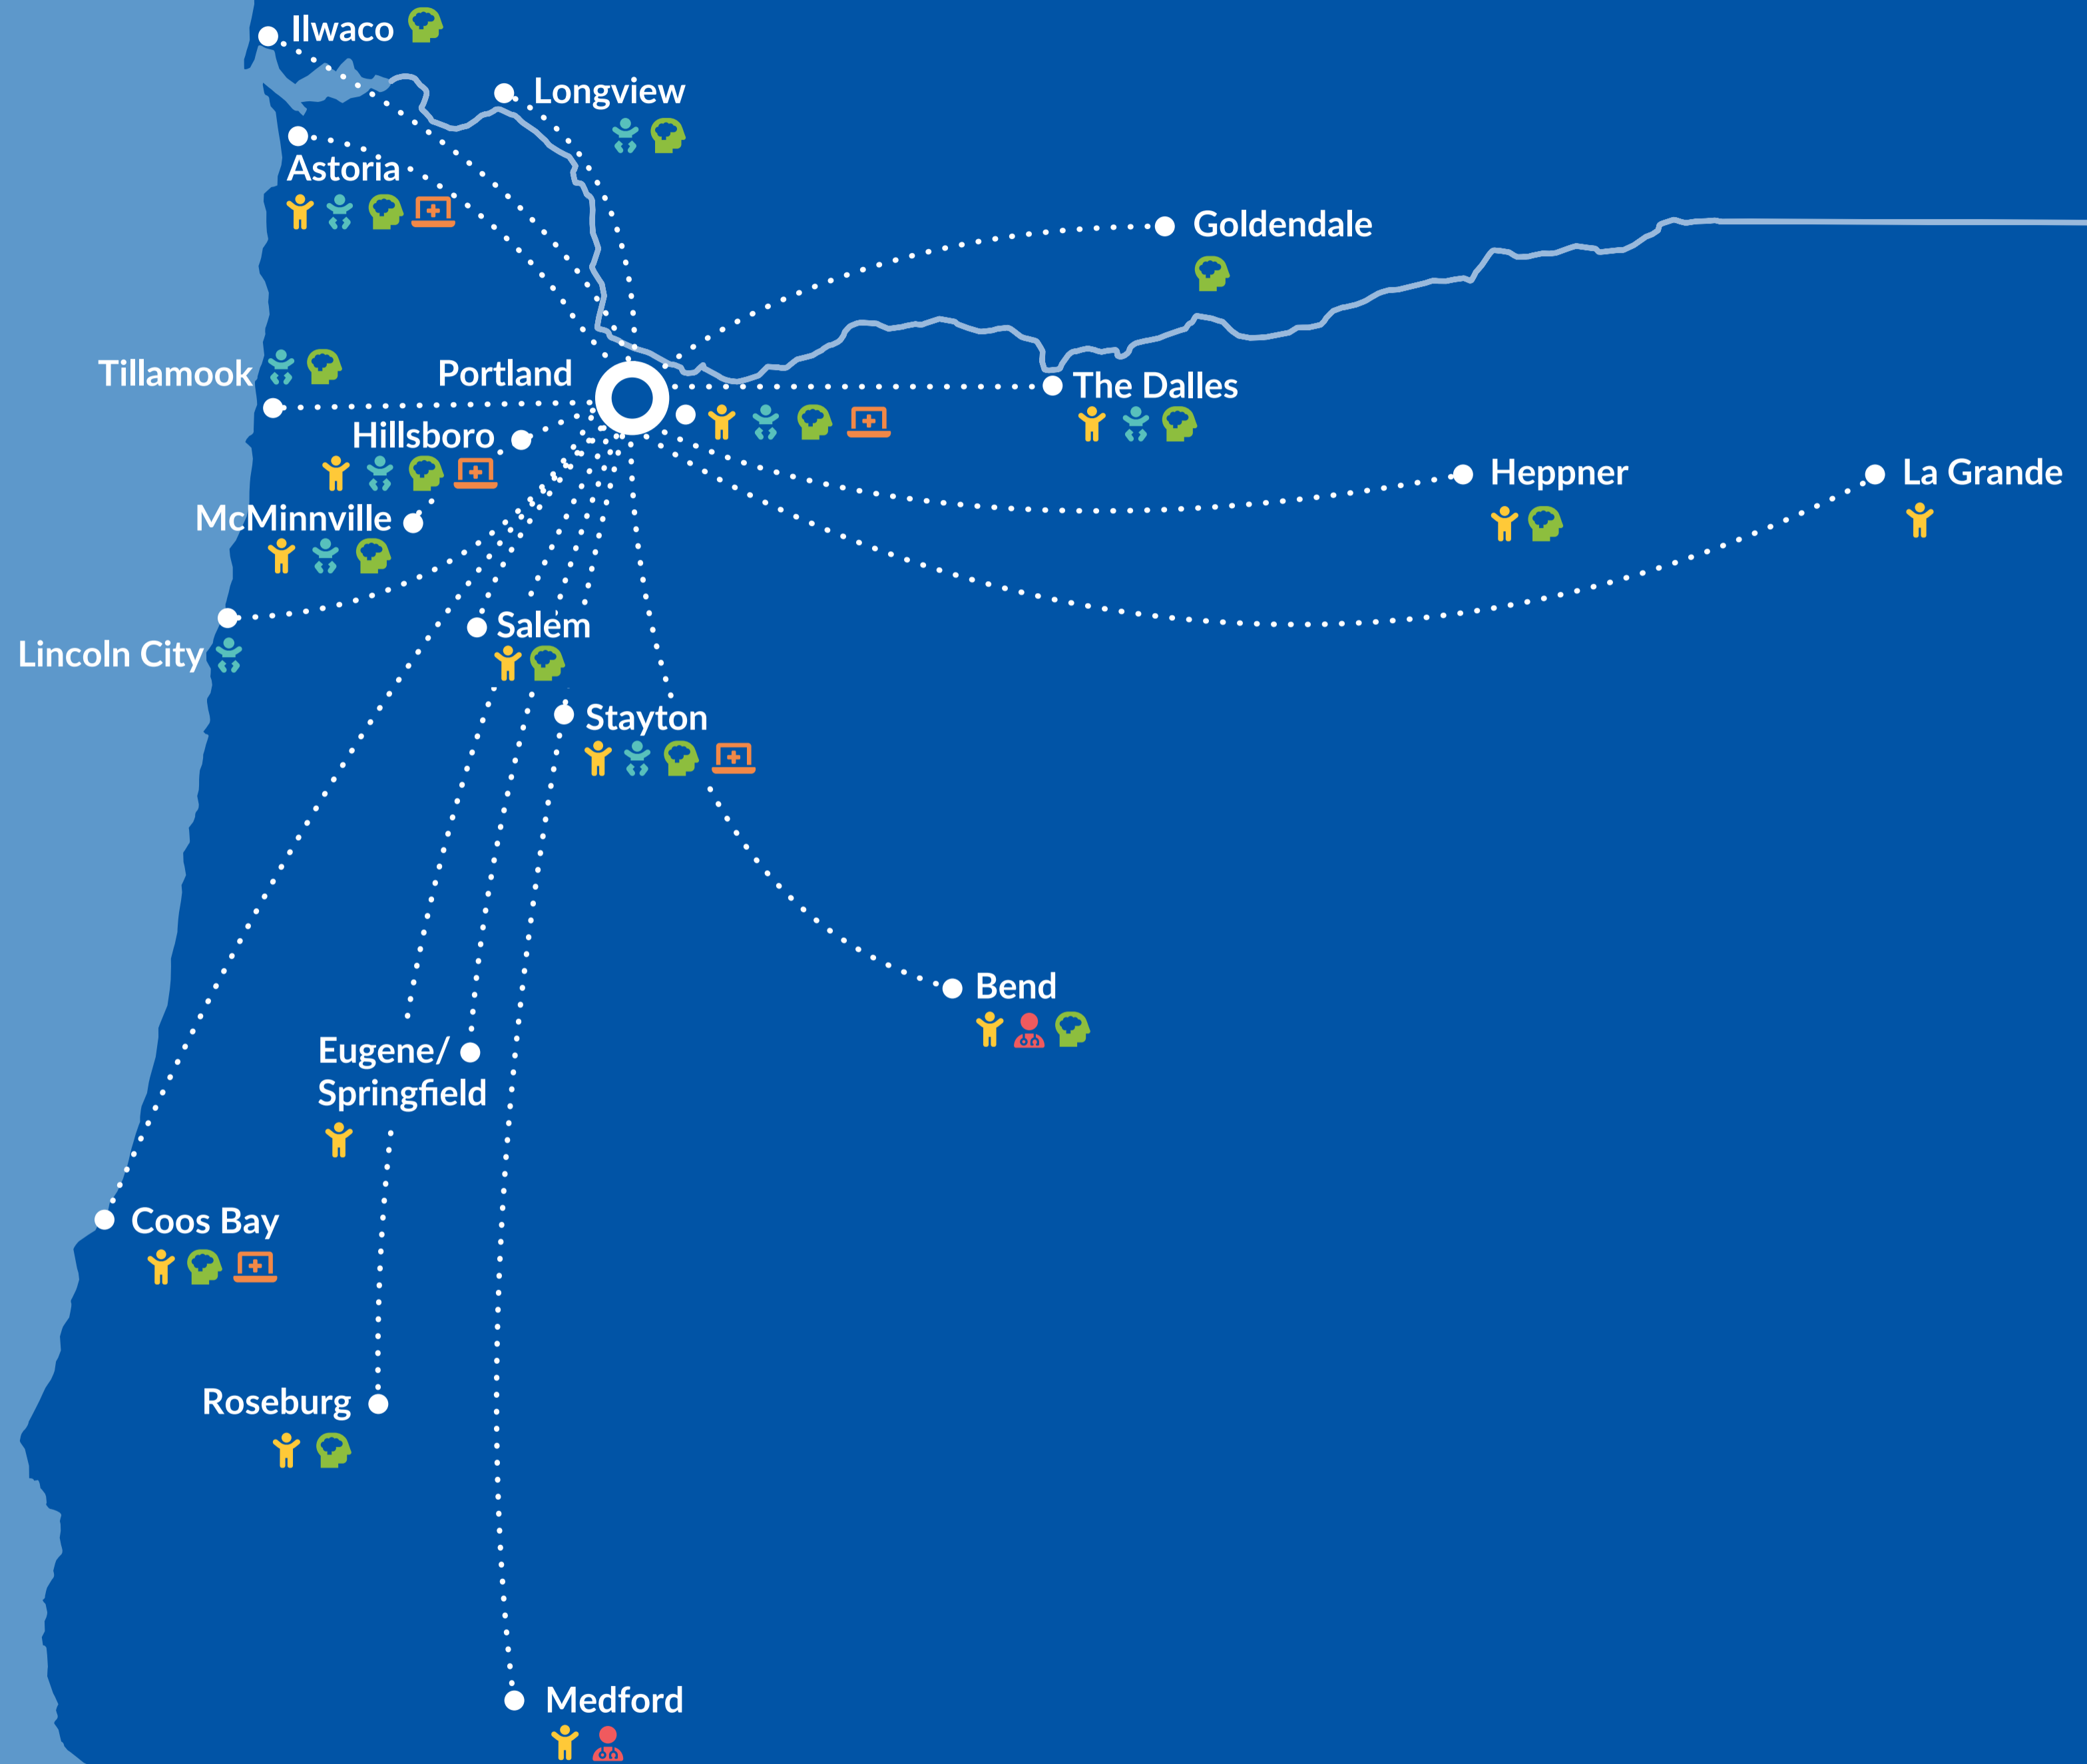 Ilwaco
Longview
Astoria
Goldendale
Tillamook
Portland
The Dalles
Hillsboro
Heppner
La Grande
McMinnville
Salem
Lincoln City
Stayton
Bend
Eugene/
Springfield
Coos Bay
Roseburg
Medford